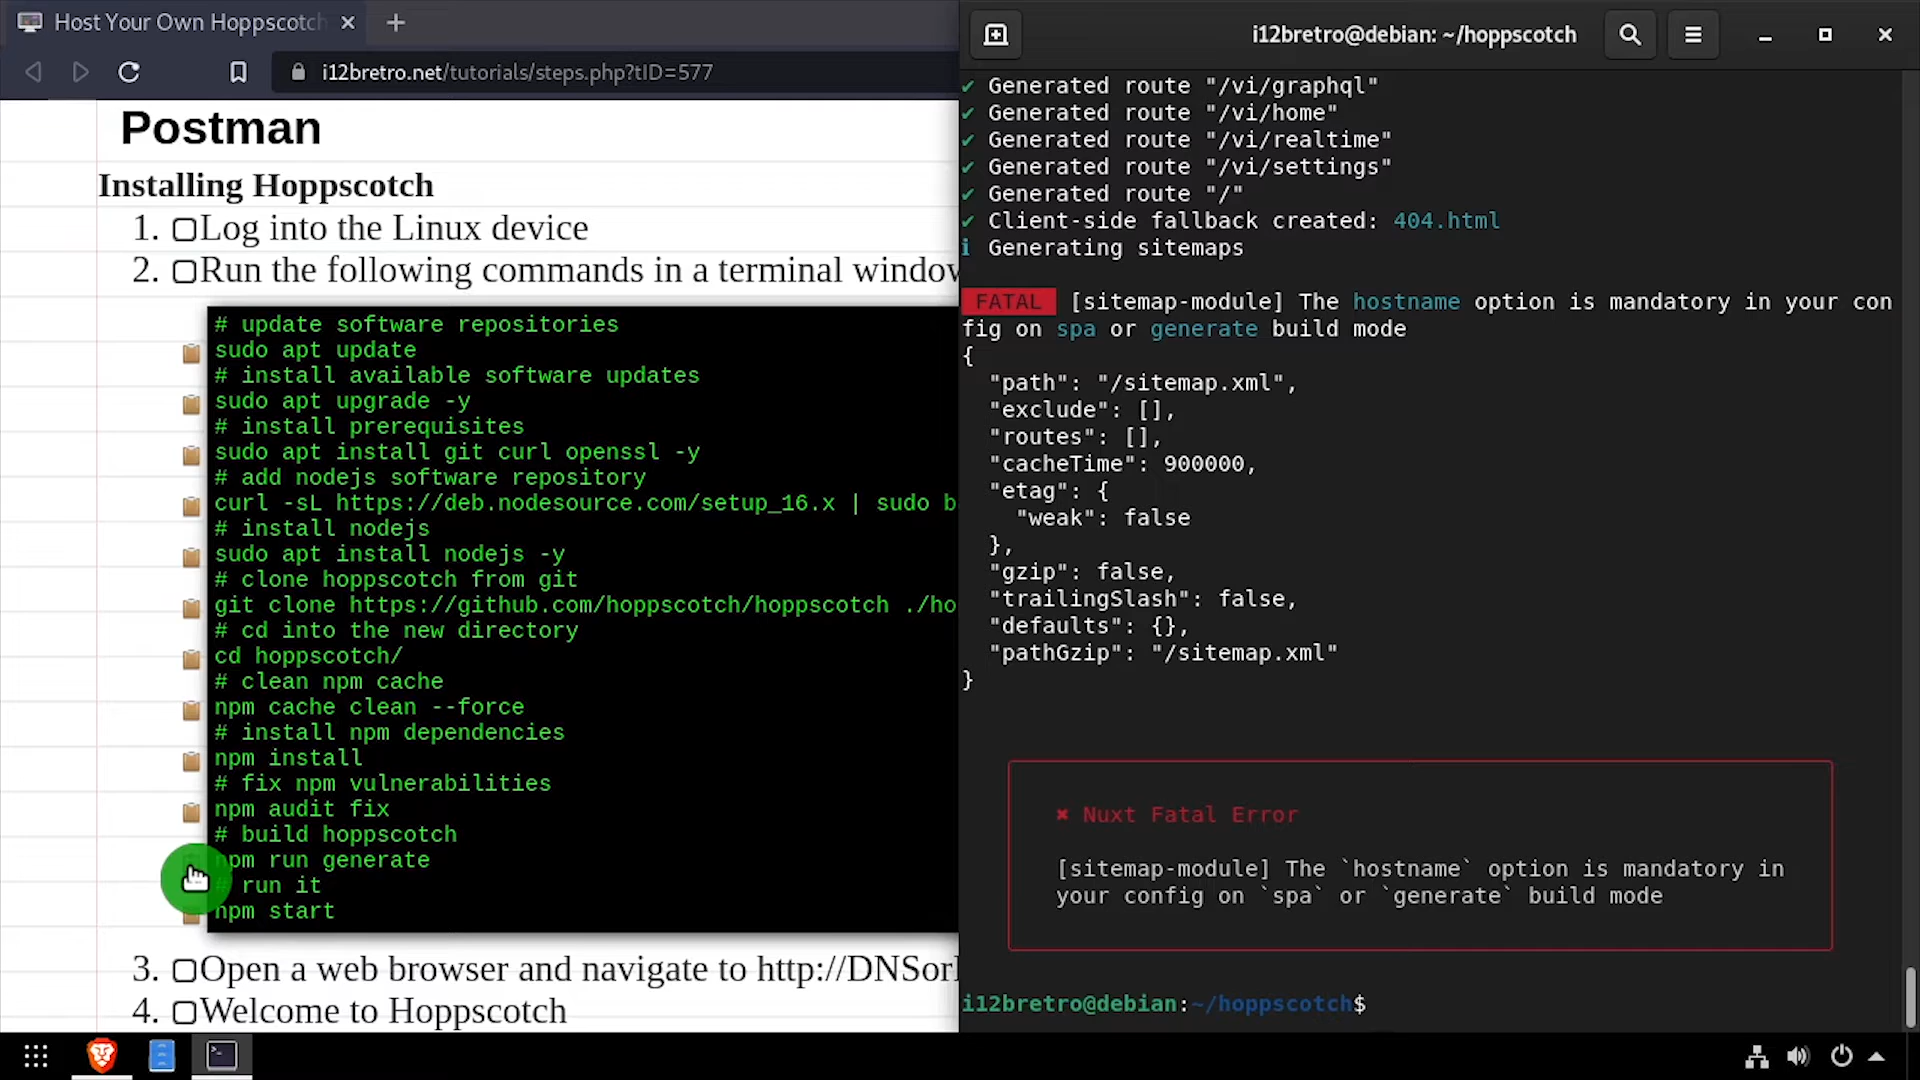 Host Your Own Hoppscotch
i12bretro.net/tutorials/steps.php?tID=577
Postman
Installing Hoppscotch
1. Log into the Linux device
2. Run the following commands in a terminal window
# update software repositories
sudo apt update
# install available software updates
sudo apt upgrade -y
# install prerequisites
sudo apt install git curl openssl -y
# add nodejs software repository
curl -sL https://deb.nodesource.com/setup_16.x | sudo b
# install nodejs
sudo apt install nodejs -y
# clone hoppscotch from git
git clone https://github.com/hoppscotch/hoppscotch ./ho
# cd into the new directory
cd hoppscotch/
# clean npm cache
npm cache clean --force
# install npm dependencies
npm install
# fix npm vulnerabilities
npm audit fix
# build hoppscotch
npm run generate
# run it
npm start
3. Open a web browser and navigate to http://DNSorI
4. Welcome to Hoppscotch
i12bretro@debian: ~/hoppscotch
✔ Generated route "/vi/graphql"
✔ Generated route "/vi/home"
✔ Generated route "/vi/realtime"
✔ Generated route "/vi/settings"
✔ Generated route "/"
✔ Client-side fallback created: 404.html
i Generating sitemaps
FATAL [sitemap-module] The hostname option is mandatory in your con
fig on spa or generate build mode
{
"path": "/sitemap.xml",
"exclude": [],
"routes": [],
"cacheTime": 900000,
"etag": {
"weak": false
},
"gzip": false,
"trailingSlash": false,
"defaults": {},
"pathGzip": "/sitemap.xml"
}
✖ Nuxt Fatal Error
[sitemap-module] The `hostname` option is mandatory in
your config on `spa` or `generate` build mode
i12bretro@debian:~/hoppscotch$